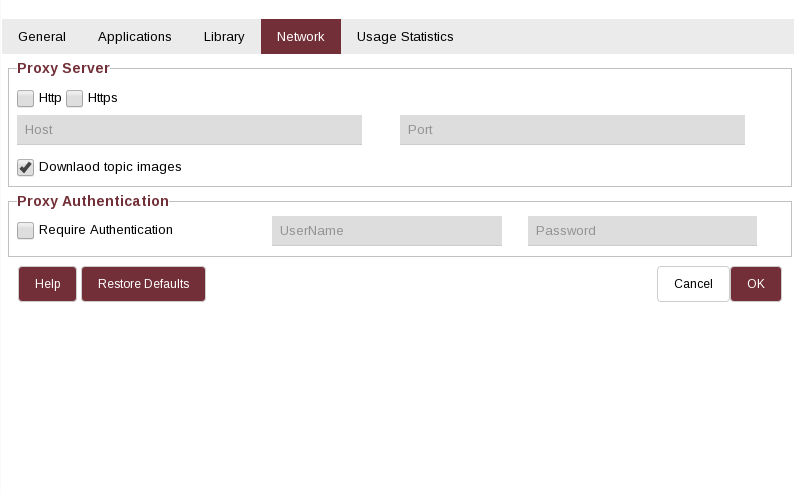 General Applications Library Network Usage Statistics
Proxy Server
Http Https
Host Port
Downlaod topic images
Proxy Authentication
Require Authentication UserName Password
Help Restore Defaults Cancel OK